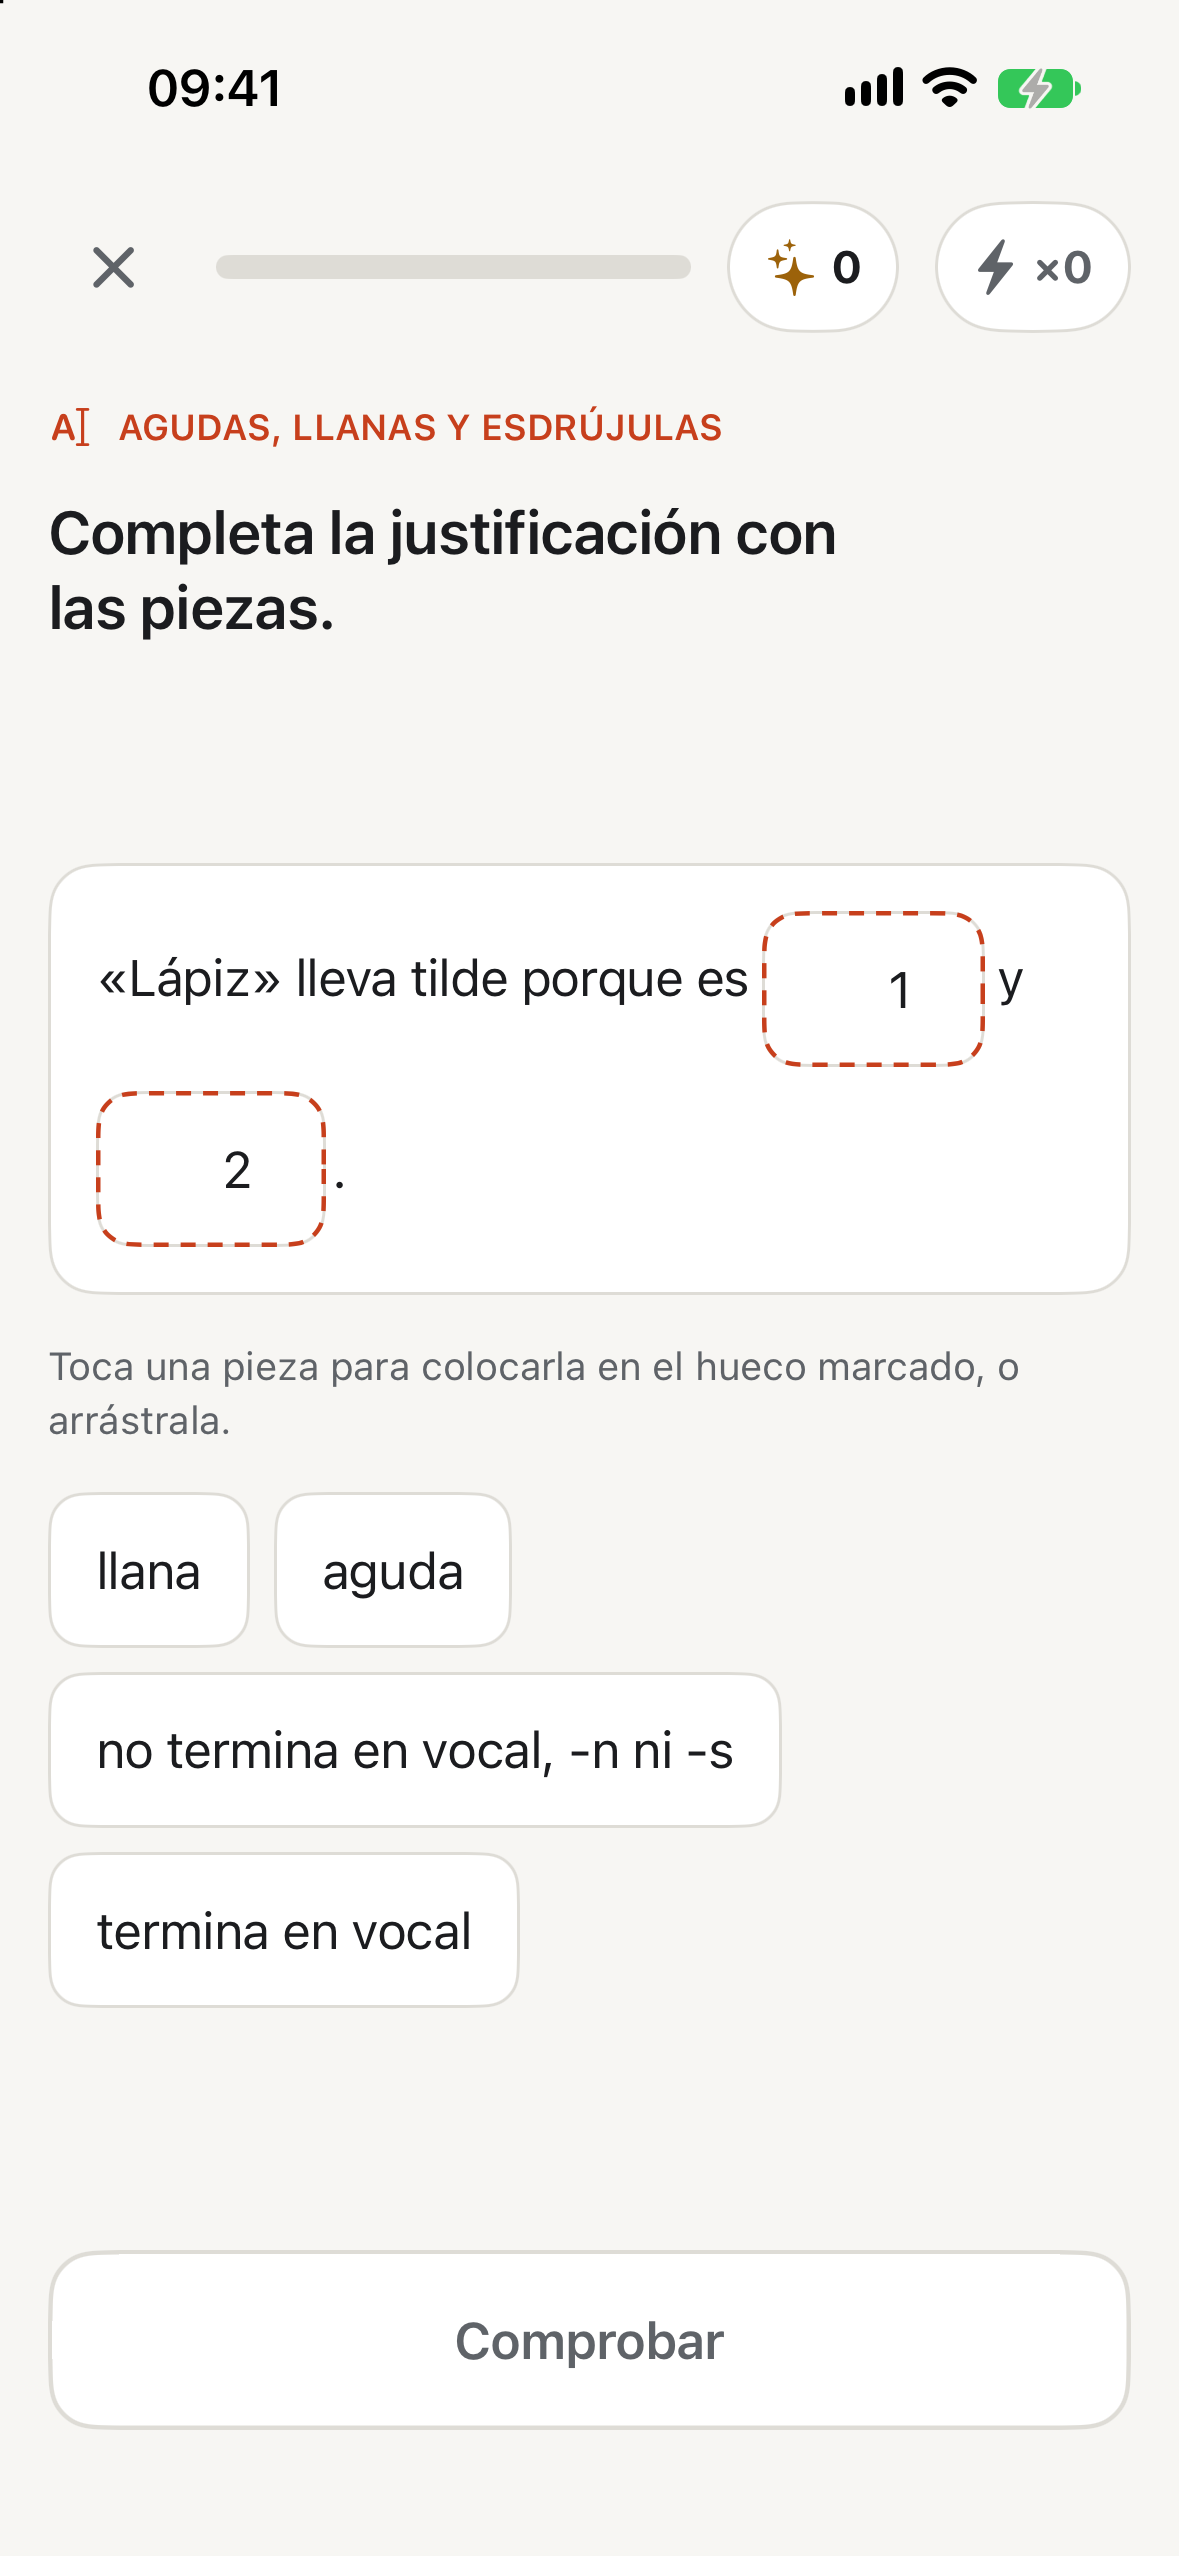 09:41
0
×0
AGUDAS, LLANAS Y ESDRÚJULAS
Completa la justificación con
las piezas.
«Lápiz» lleva tilde porque es 1 y
2 .
Toca una pieza para colocarla en el hueco marcado, o
arrástrala.
llana aguda
no termina en vocal, -n ni -s
termina en vocal
Comprobar